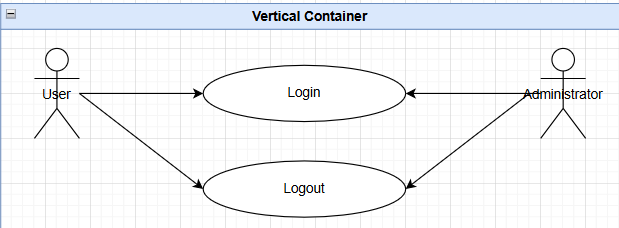 Vertical Container
Login
User
Administrator
Logout